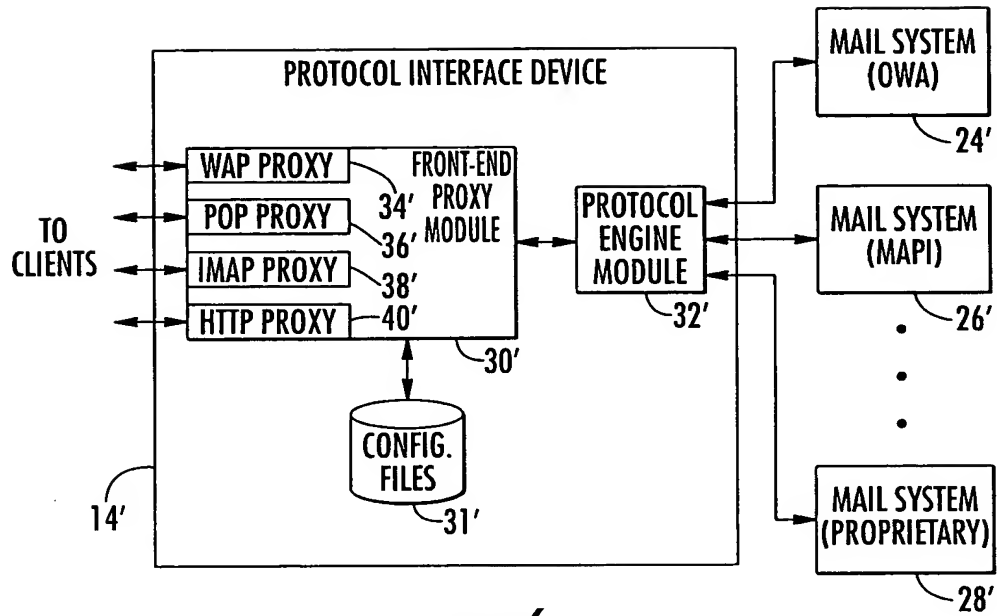 PROTOCOL INTERFACE DEVICE
TO
CLIENTS
WAP PROXY
34'
POP PROXY
36'
IMAP PROXY
38'
HTTP PROXY
40'
FRONT-END
PROXY
MODULE
30'
CONFIG.
FILES
31'
14'
PROTOCOL
ENGINE
MODULE
32'
MAIL SYSTEM
(OWA)
24'
MAIL SYSTEM
(MAPI)
26'
MAIL SYSTEM
(PROPRIETARY)
28'